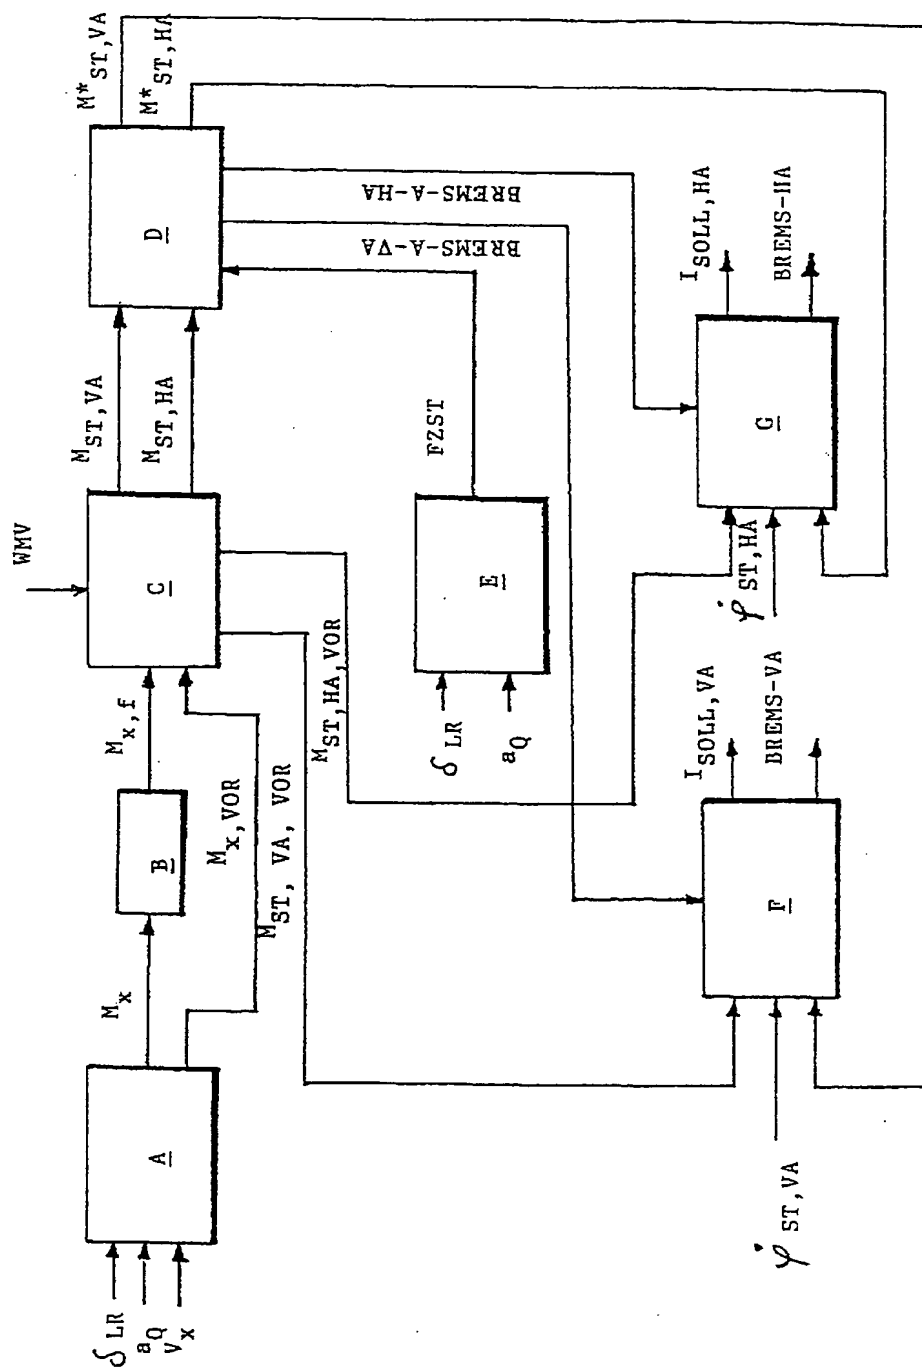 δ LR
a Q
V x
A
M x
B
M x,f
M x,VOR
M ST, VA, VOR
M ST,HA,VOR
WMV
C
M ST,VA
M ST,HA
D
M* ST,VA
M* ST,HA
BREMS-A-HA
BREMS-A-VA
δ LR
a Q
E
FZST
φ̇ ST,VA
F
I SOLL,VA
BREMS-VA
φ̇ ST,HA
G
I SOLL,HA
BREMS-HA